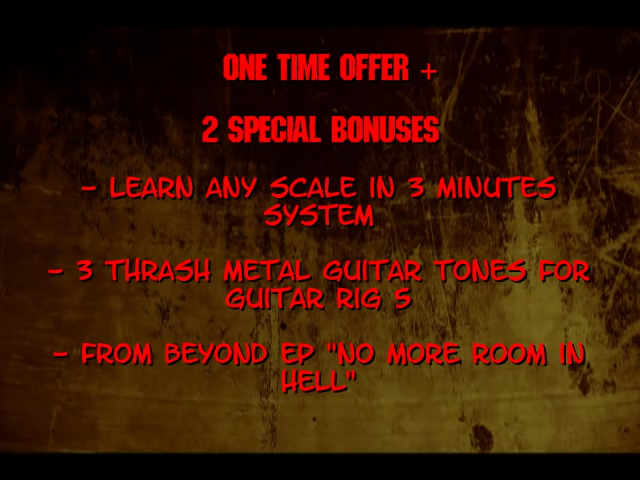 ONE TIME OFFER +
2 SPECIAL BONUSES
- LEARN ANY SCALE IN 3 MINUTES
SYSTEM
- 3 THRASH METAL GUITAR TONES FOR
GUITAR RIG 5
- FROM BEYOND EP "NO MORE ROOM IN
HELL"